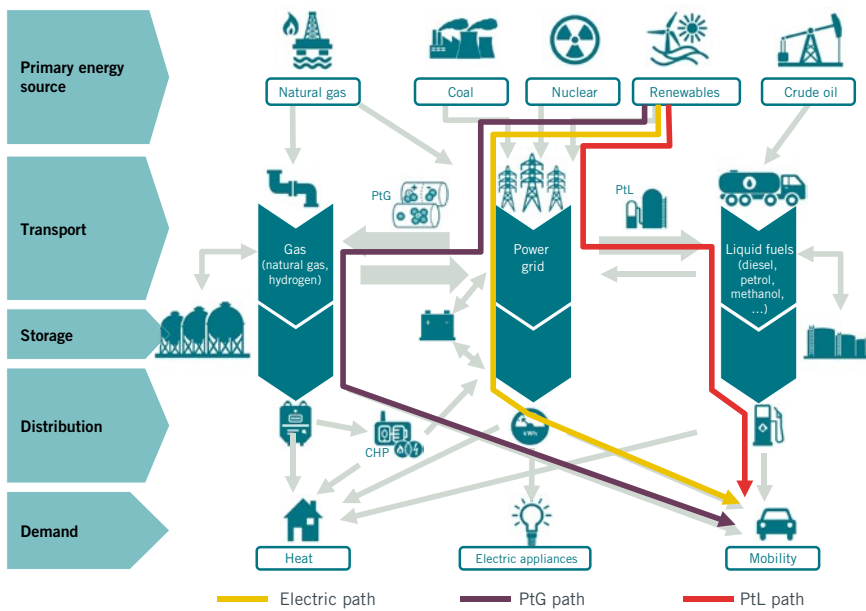 Primary energy
source
Natural gas
Coal
Nuclear
Renewables
Crude oil
Transport
PtG
PtL
Gas
(natural gas,
hydrogen)
Power
grid
Liquid fuels
(diesel,
petrol,
methanol,
...)
Storage
Distribution
CHP
kWh
Demand
Heat
Electric appliances
Mobility
Electric path
PtG path
PtL path